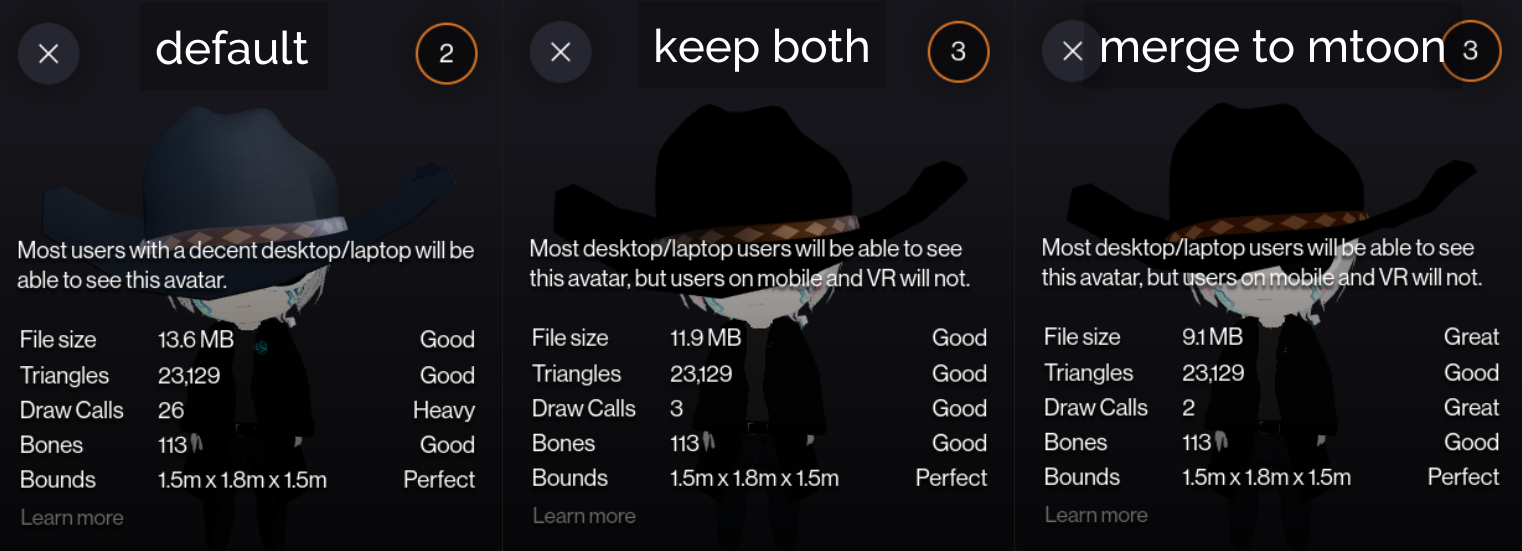 default
2
Most users with a decent desktop/laptop will be
able to see this avatar.
File size 13.6 MB Good
Triangles 23,129 Good
Draw Calls 26 Heavy
Bones 113 Good
Bounds 1.5m x 1.8m x 1.5m Perfect
Learn more
keep both
3
Most desktop/laptop users will be able to see
this avatar, but users on mobile and VR will not.
File size 11.9 MB Good
Triangles 23,129 Good
Draw Calls 3 Good
Bones 113 Good
Bounds 1.5m x 1.8m x 1.5m Perfect
Learn more
merge to mtoon
3
Most desktop/laptop users will be able to see
this avatar, but users on mobile and VR will not.
File size 9.1 MB Great
Triangles 23,129 Good
Draw Calls 2 Great
Bones 113 Good
Bounds 1.5m x 1.8m x 1.5m Perfect
Learn more